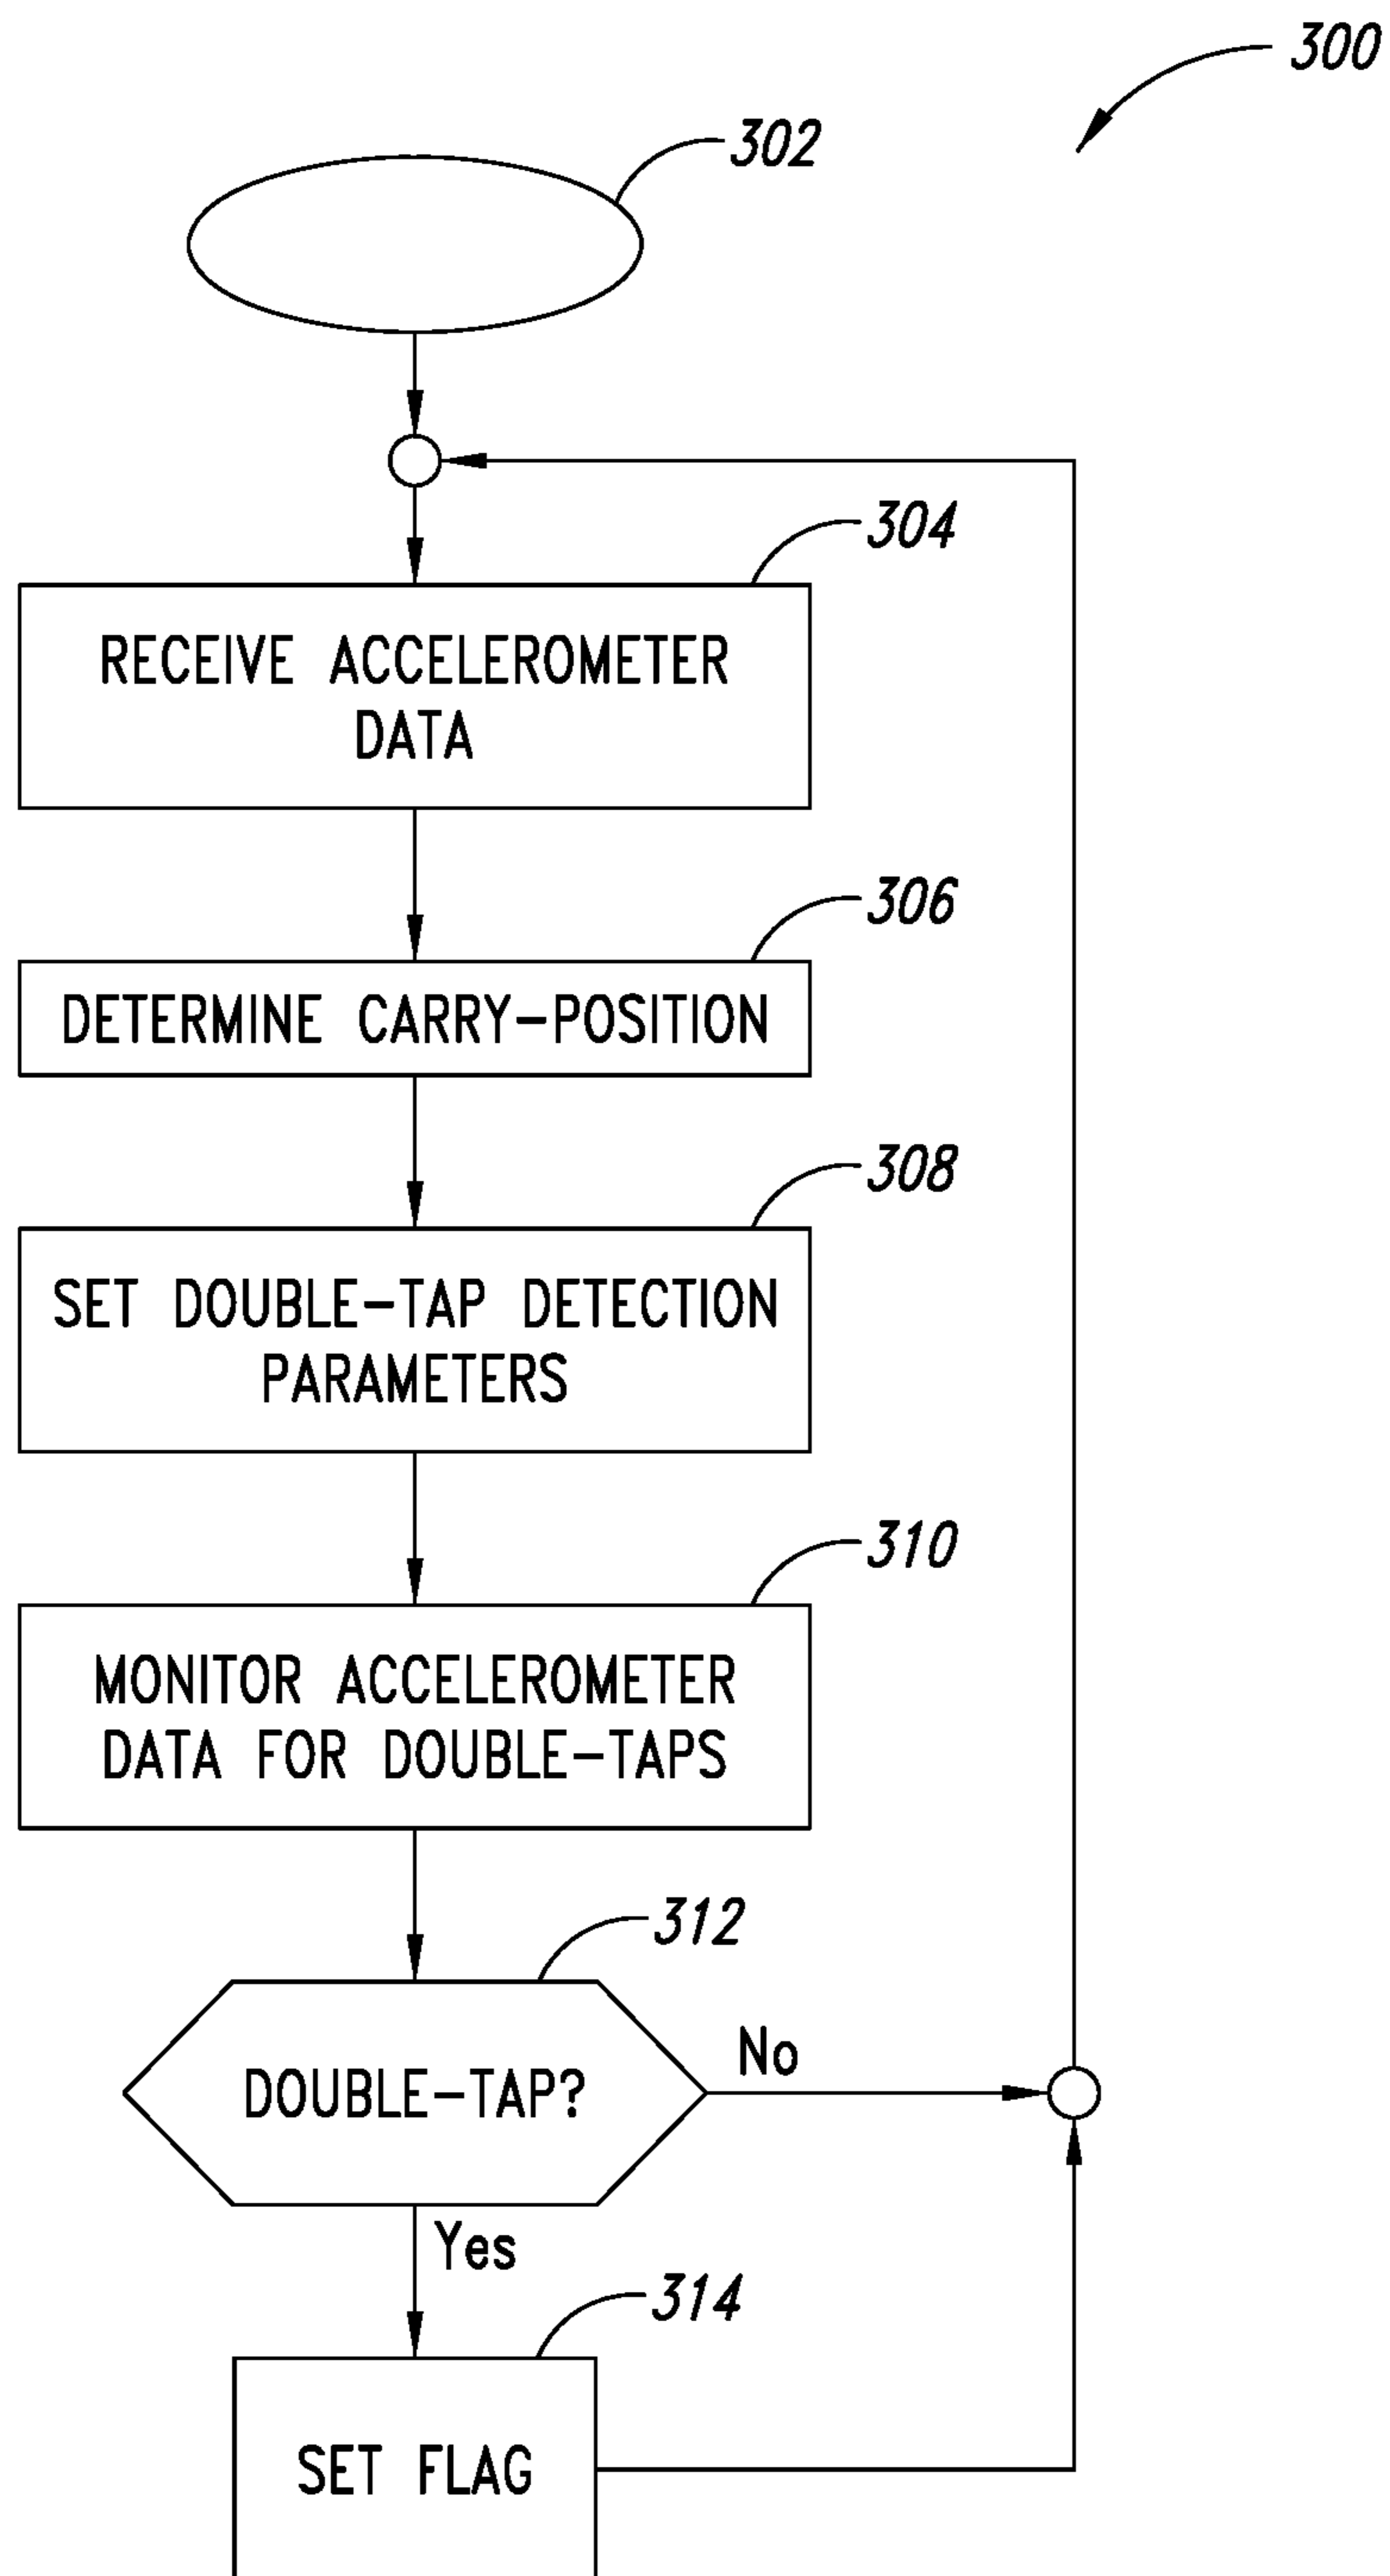 300
302
304
RECEIVE ACCELEROMETER
DATA
306
DETERMINE CARRY-POSITION
308
SET DOUBLE-TAP DETECTION
PARAMETERS
310
MONITOR ACCELEROMETER
DATA FOR DOUBLE-TAPS
312
DOUBLE-TAP?
No
Yes
314
SET FLAG